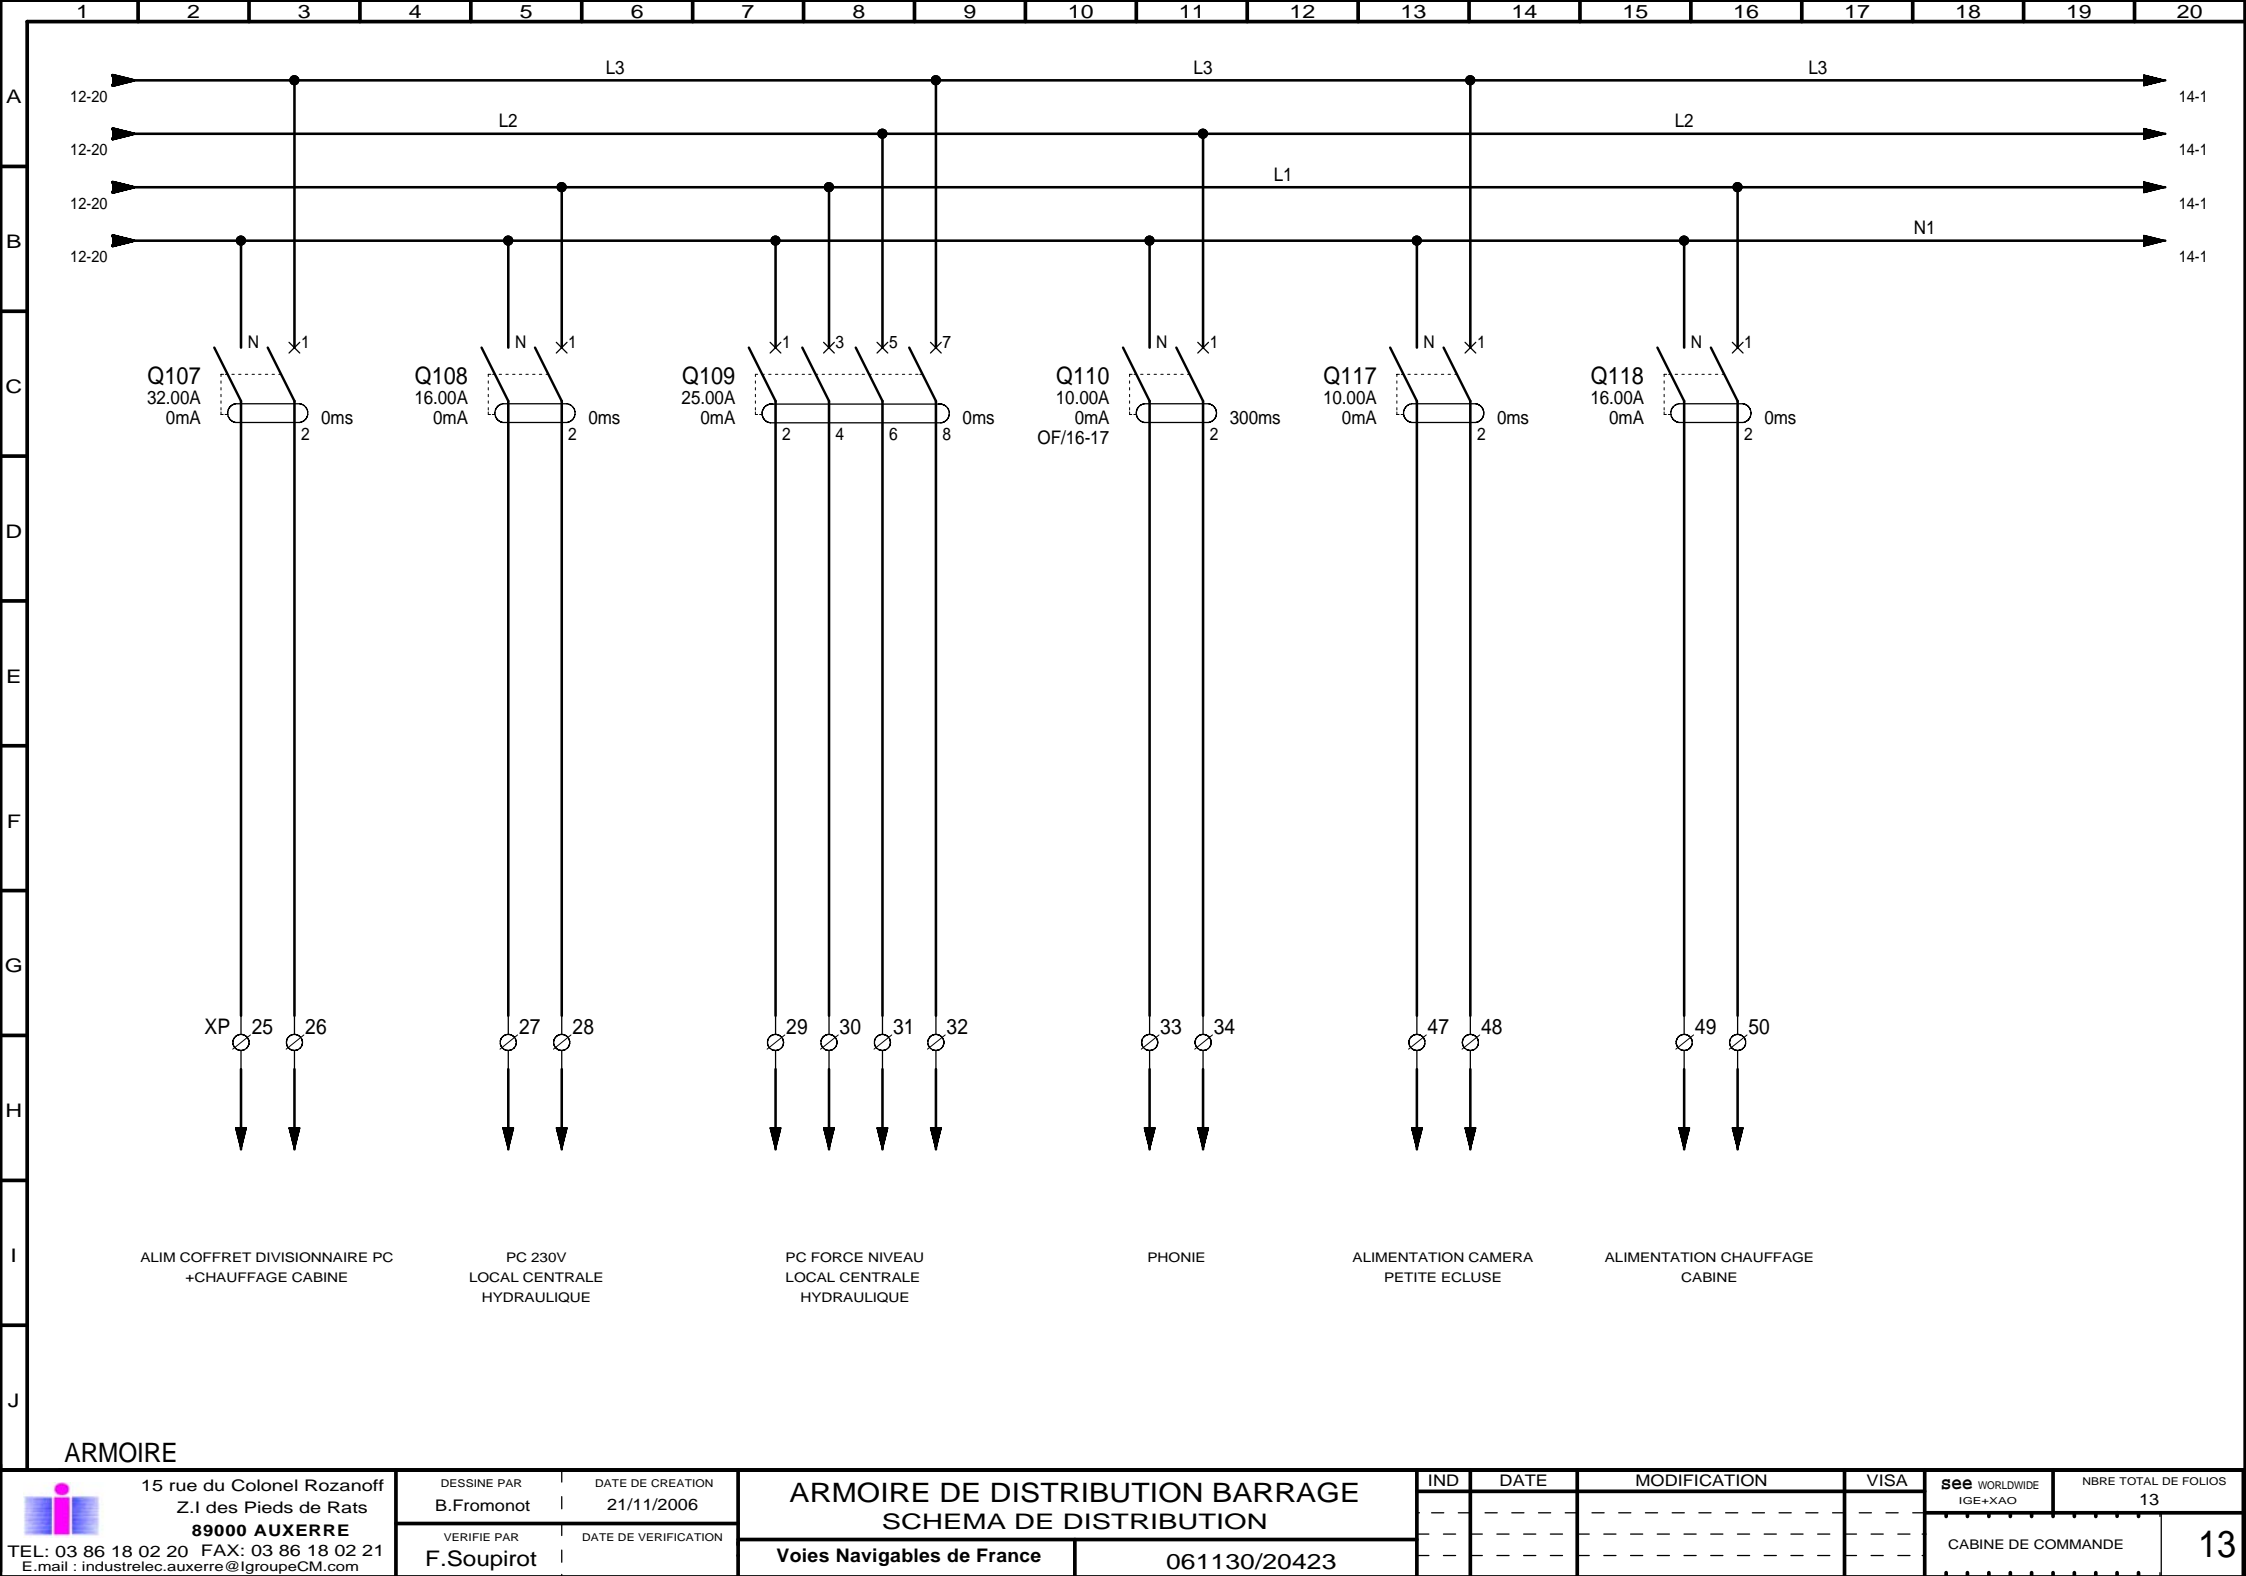 1 2 3 4 5 6 7 8 9 10 11 12 13 14 15 16 17 18 19 20
A
B
C
D
E
F
G
H
I
J
L3 L3 L3
12-20 14-1
L2 L2
12-20 14-1
L1
12-20 14-1
N1
12-20 14-1
N 1
Q107
32.00A
0mA 0ms
2
N 1
Q108
16.00A
0mA 0ms
2
1 3 5 7
Q109
25.00A
0mA 0ms
2 4 6 8
N 1
Q110
10.00A
0mA 300ms
OF/16-17 2
N 1
Q117
10.00A
0mA 0ms
2
N 1
Q118
16.00A
0mA 0ms
2
XP 25 26 27 28 29 30 31 32 33 34 47 48 49 50
ALIM COFFRET DIVISIONNAIRE PC
+CHAUFFAGE CABINE
PC 230V
LOCAL CENTRALE
HYDRAULIQUE
PC FORCE NIVEAU
LOCAL CENTRALE
HYDRAULIQUE
PHONIE
ALIMENTATION CAMERA
PETITE ECLUSE
ALIMENTATION CHAUFFAGE
CABINE
ARMOIRE
15 rue du Colonel Rozanoff
Z.I des Pieds de Rats
89000 AUXERRE
TEL: 03 86 18 02 20 FAX: 03 86 18 02 21
E.mail : industrelec.auxerre@IgroupeCM.com
DESSINE PAR
B.Fromonot
DATE DE CREATION
21/11/2006
VERIFIE PAR
F.Soupirot
DATE DE VERIFICATION
ARMOIRE DE DISTRIBUTION BARRAGE
SCHEMA DE DISTRIBUTION
Voies Navigables de France
061130/20423
IND DATE MODIFICATION VISA
see WORLDWIDE
IGE+XAO
NBRE TOTAL DE FOLIOS
13
CABINE DE COMMANDE
13